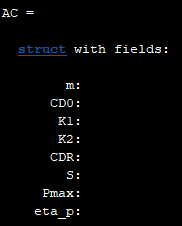 AC =
struct with fields:
m:
CD0:
K1:
K2:
CDR:
S:
Pmax:
eta_p: